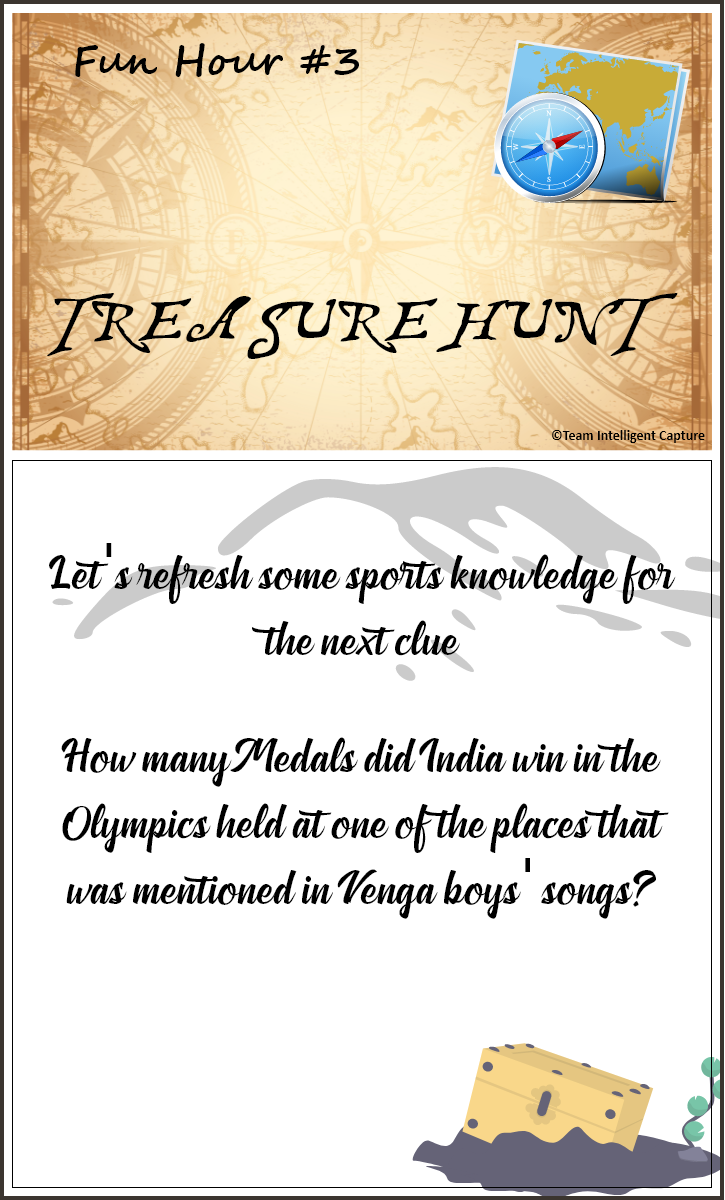 Fun Hour #3
N
E
S
W
E
W
TREASURE HUNT
©Team Intelligent Capture
Let's refresh some sports knowledge for
the next clue
How many Medals did India win in the
Olympics held at one of the places that
was mentioned in Venga boys' songs?